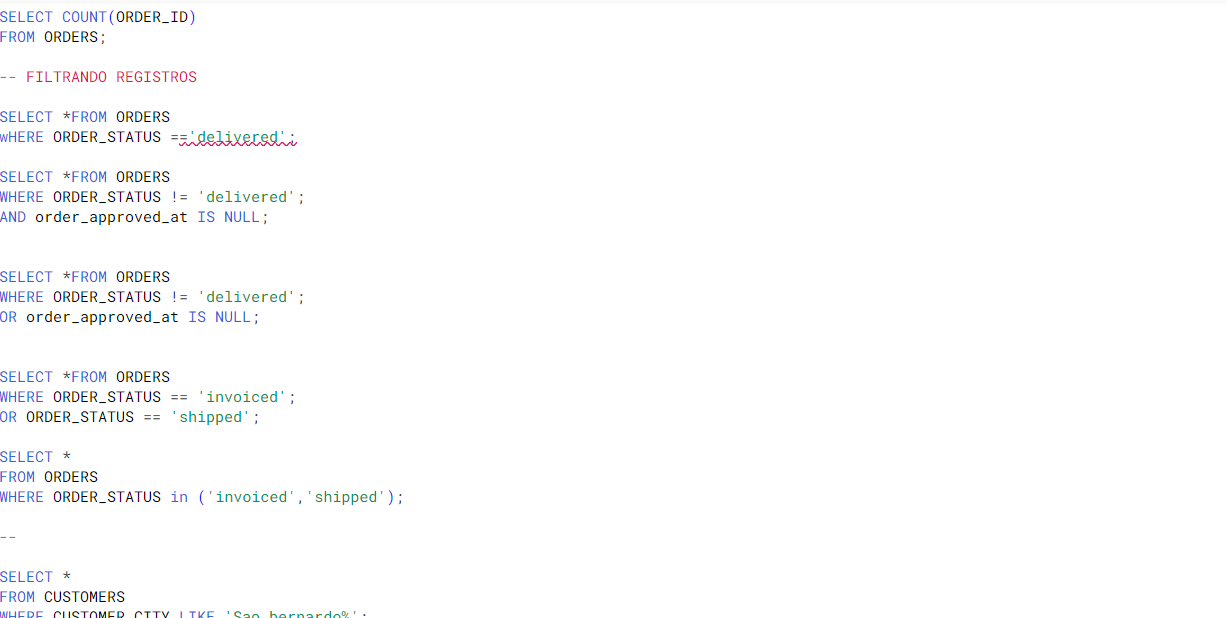 SELECT COUNT(ORDER_ID)
FROM ORDERS;
-- FILTRANDO REGISTROS
SELECT *FROM ORDERS
wHERE ORDER_STATUS =='delivered';
SELECT *FROM ORDERS
WHERE ORDER_STATUS != 'delivered';
AND order_approved_at IS NULL;
SELECT *FROM ORDERS
WHERE ORDER_STATUS != 'delivered';
OR order_approved_at IS NULL;
SELECT *FROM ORDERS
WHERE ORDER_STATUS == 'invoiced';
OR ORDER_STATUS == 'shipped';
SELECT *
FROM ORDERS
WHERE ORDER_STATUS in ('invoiced','shipped');
--
SELECT *
FROM CUSTOMERS
WHERE CUSTOMER_CITY LIKE 'Sao bernardo%';